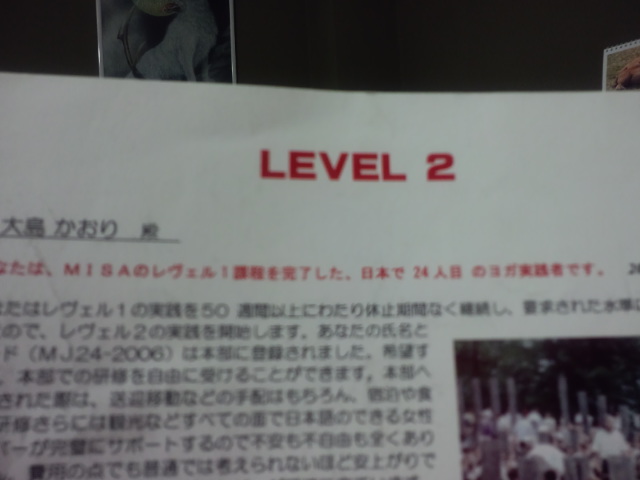 LEVEL 2
大島 かおり 殿
なたは、MISAのレヴェル1課程を完了した、日本で 24人目 のヨガ実践者です。
はたはレヴェル1の実践を50 週間以上にわたり休止期間なく継続し、要求された水準に
ので、レヴェル2の実践を開始します。あなたの氏名と
ド（MJ24-2006）は本部に登録されました。希望す
、本部での研修を自由に受けることができます。本部へ
された際は、送迎移動などの手配はもちろん、宿泊や食
研修さらには観光などすべての面で日本語のできる女性
バーが完璧にサポートするので不安も不自由も全くあり
費用の点でも普通では考えられないほど安上がりで